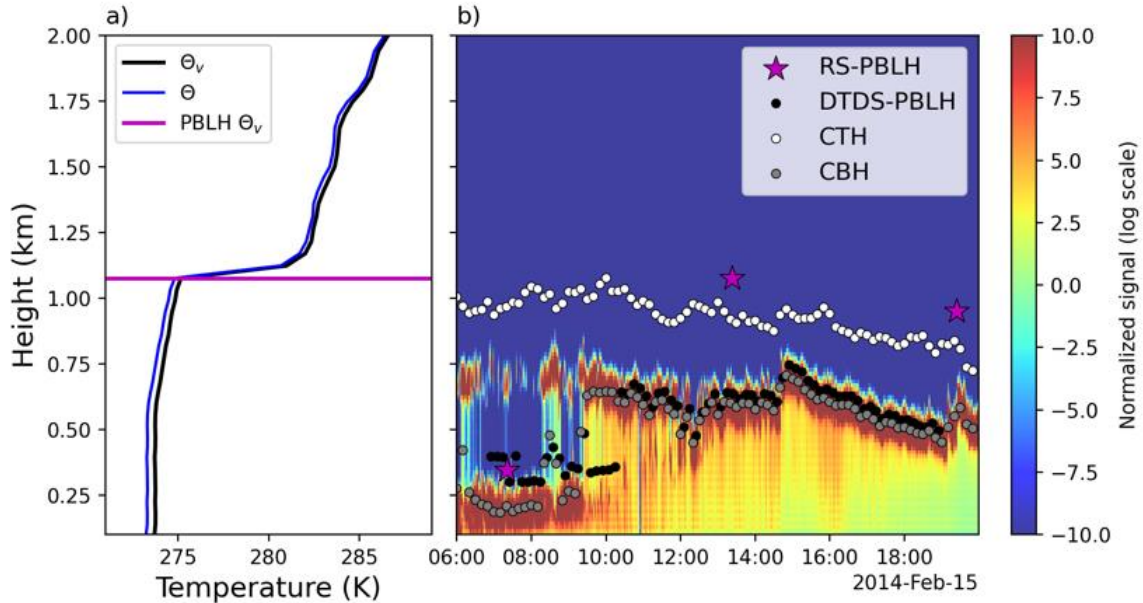 a)
b)
2.00
1.75
1.50
1.25
1.00
0.75
0.50
0.25
Height (km)
Θv
Θ
PBLH Θv
275
280
285
Temperature (K)
RS-PBLH
DTDS-PBLH
CTH
CBH
06:00
08:00
10:00
12:00
14:00
16:00
18:00
2014-Feb-15
10.0
7.5
5.0
2.5
0.0
−2.5
−5.0
−7.5
−10.0
Normalized signal (log scale)